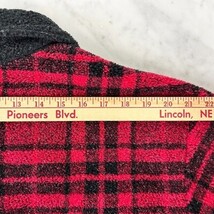 13 14 15 16 17 18 19 20 21 22
Pioneers Blvd. Lincoln, NE